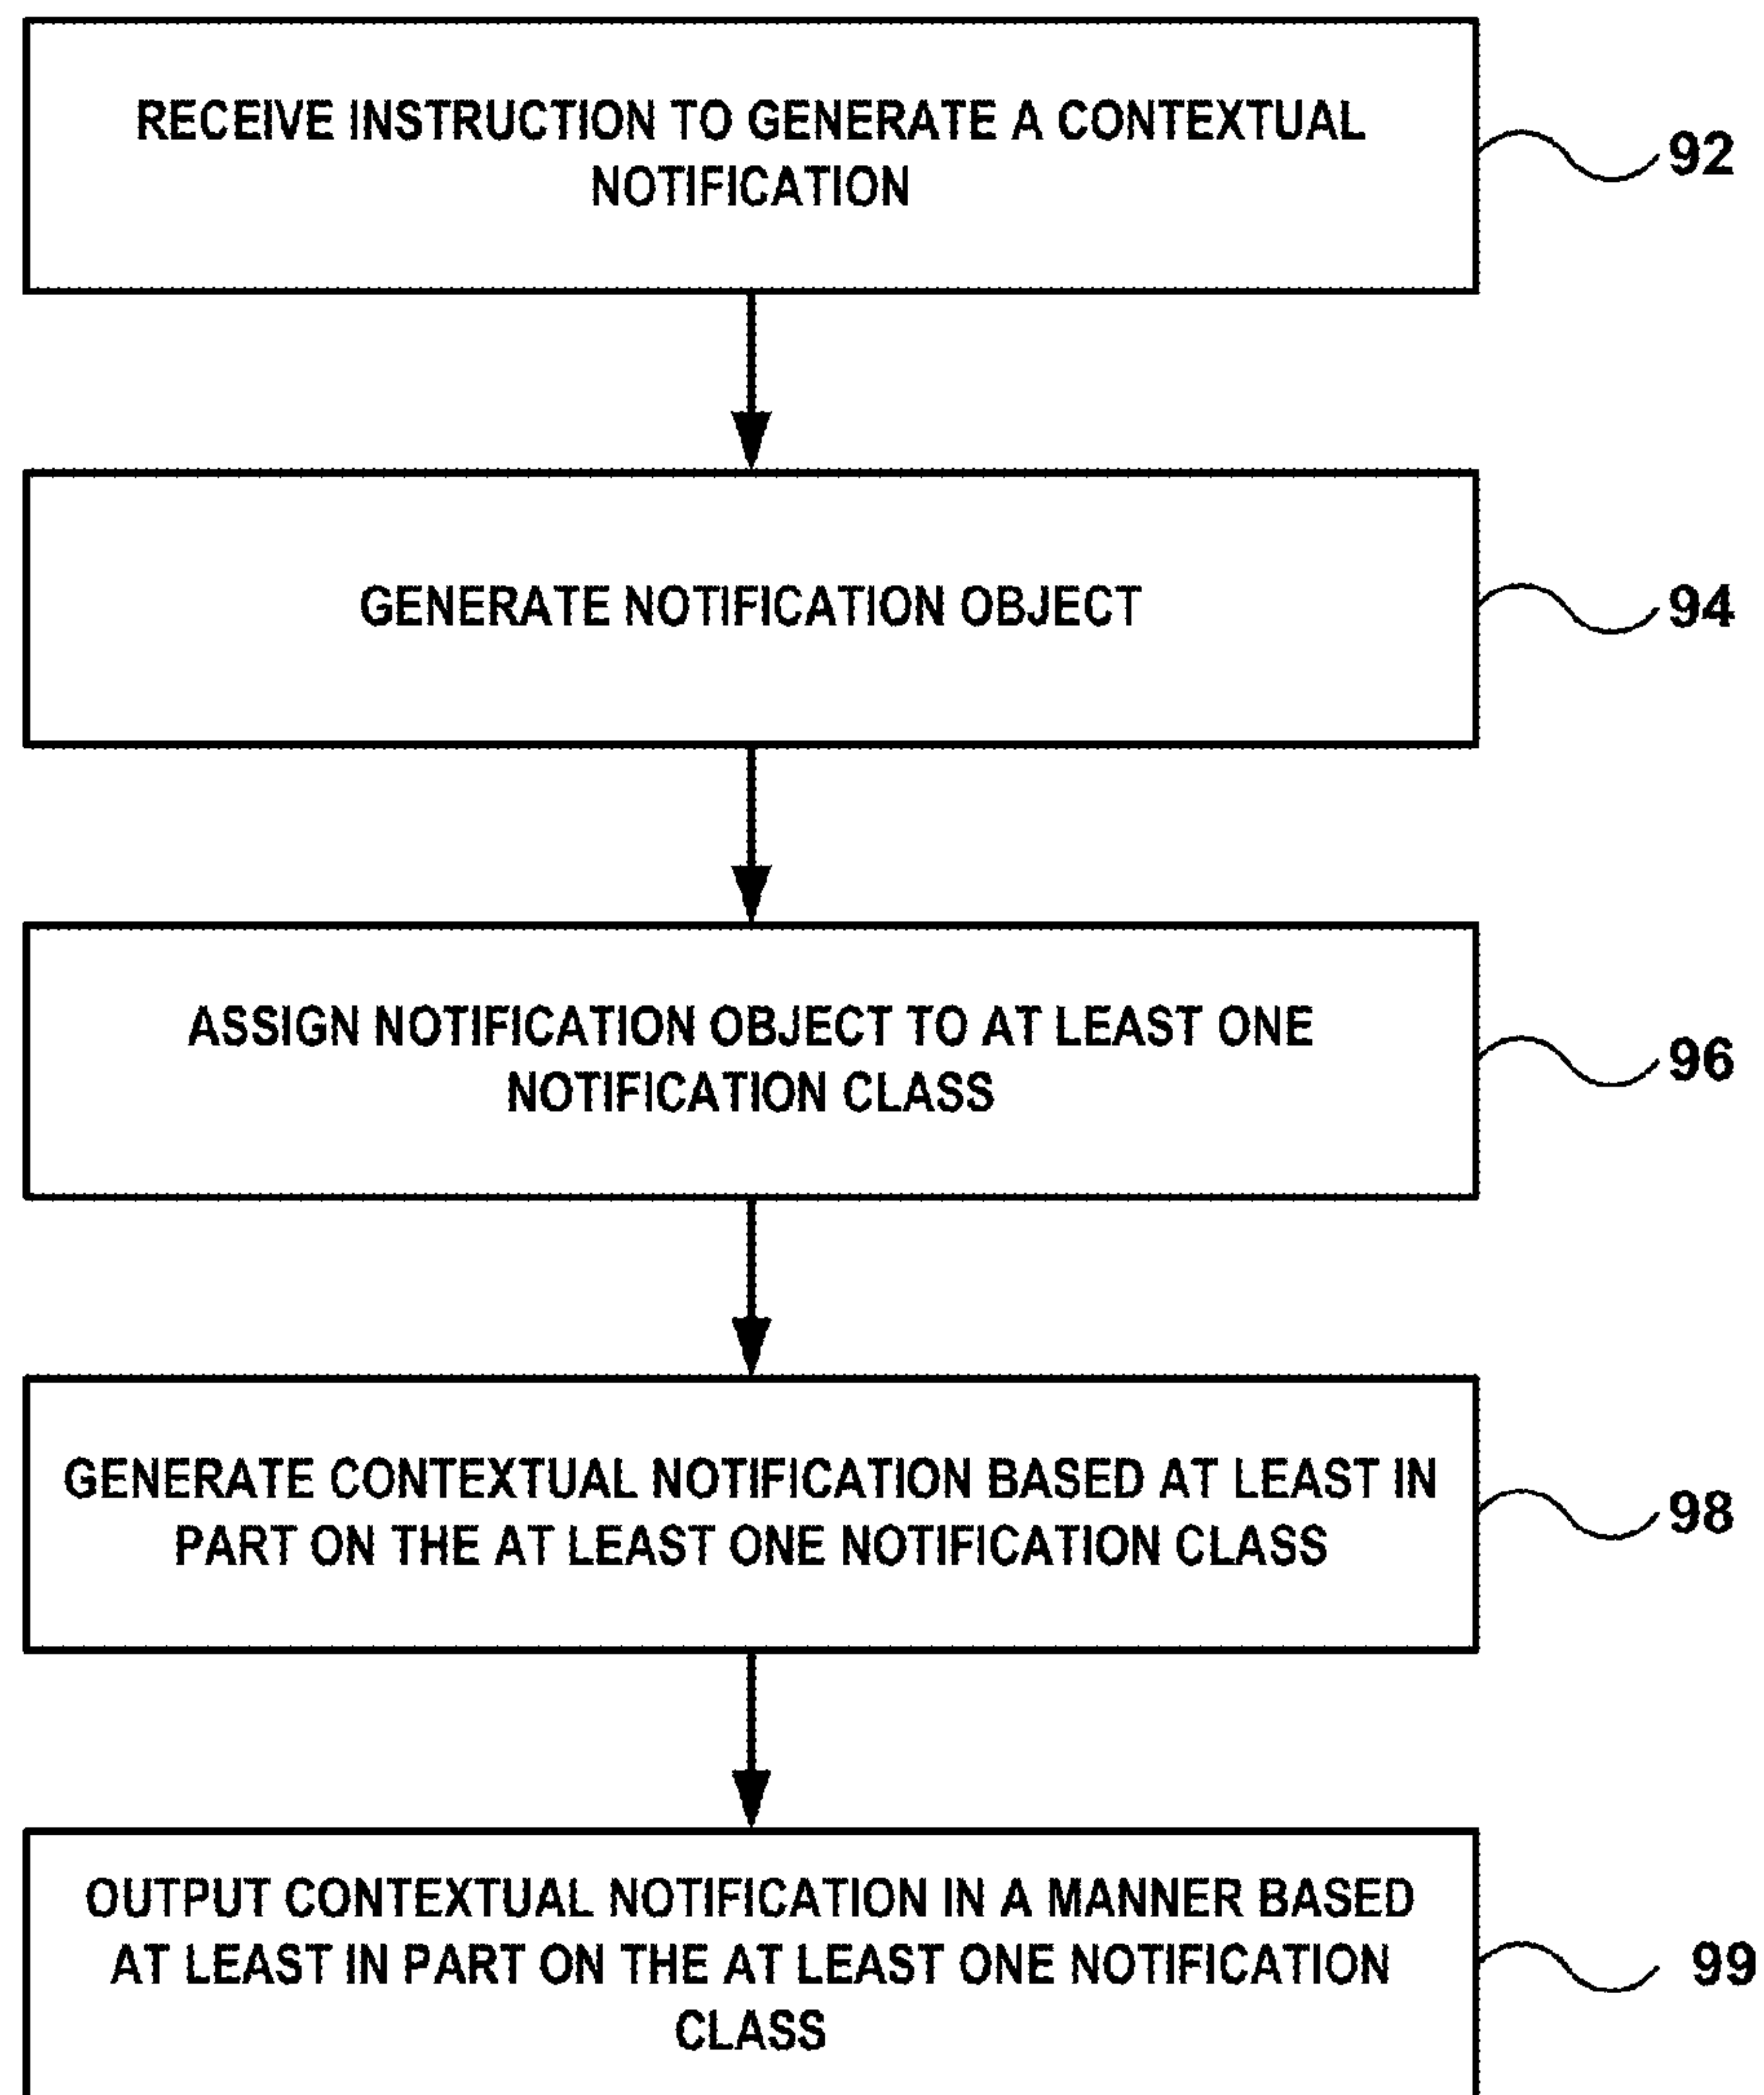 RECEIVE INSTRUCTION TO GENERATE A CONTEXTUAL
NOTIFICATION
92
GENERATE NOTIFICATION OBJECT
94
ASSIGN NOTIFICATION OBJECT TO AT LEAST ONE
NOTIFICATION CLASS
96
GENERATE CONTEXTUAL NOTIFICATION BASED AT LEAST IN
PART ON THE AT LEAST ONE NOTIFICATION CLASS
98
OUTPUT CONTEXTUAL NOTIFICATION IN A MANNER BASED
AT LEAST IN PART ON THE AT LEAST ONE NOTIFICATION
CLASS
99